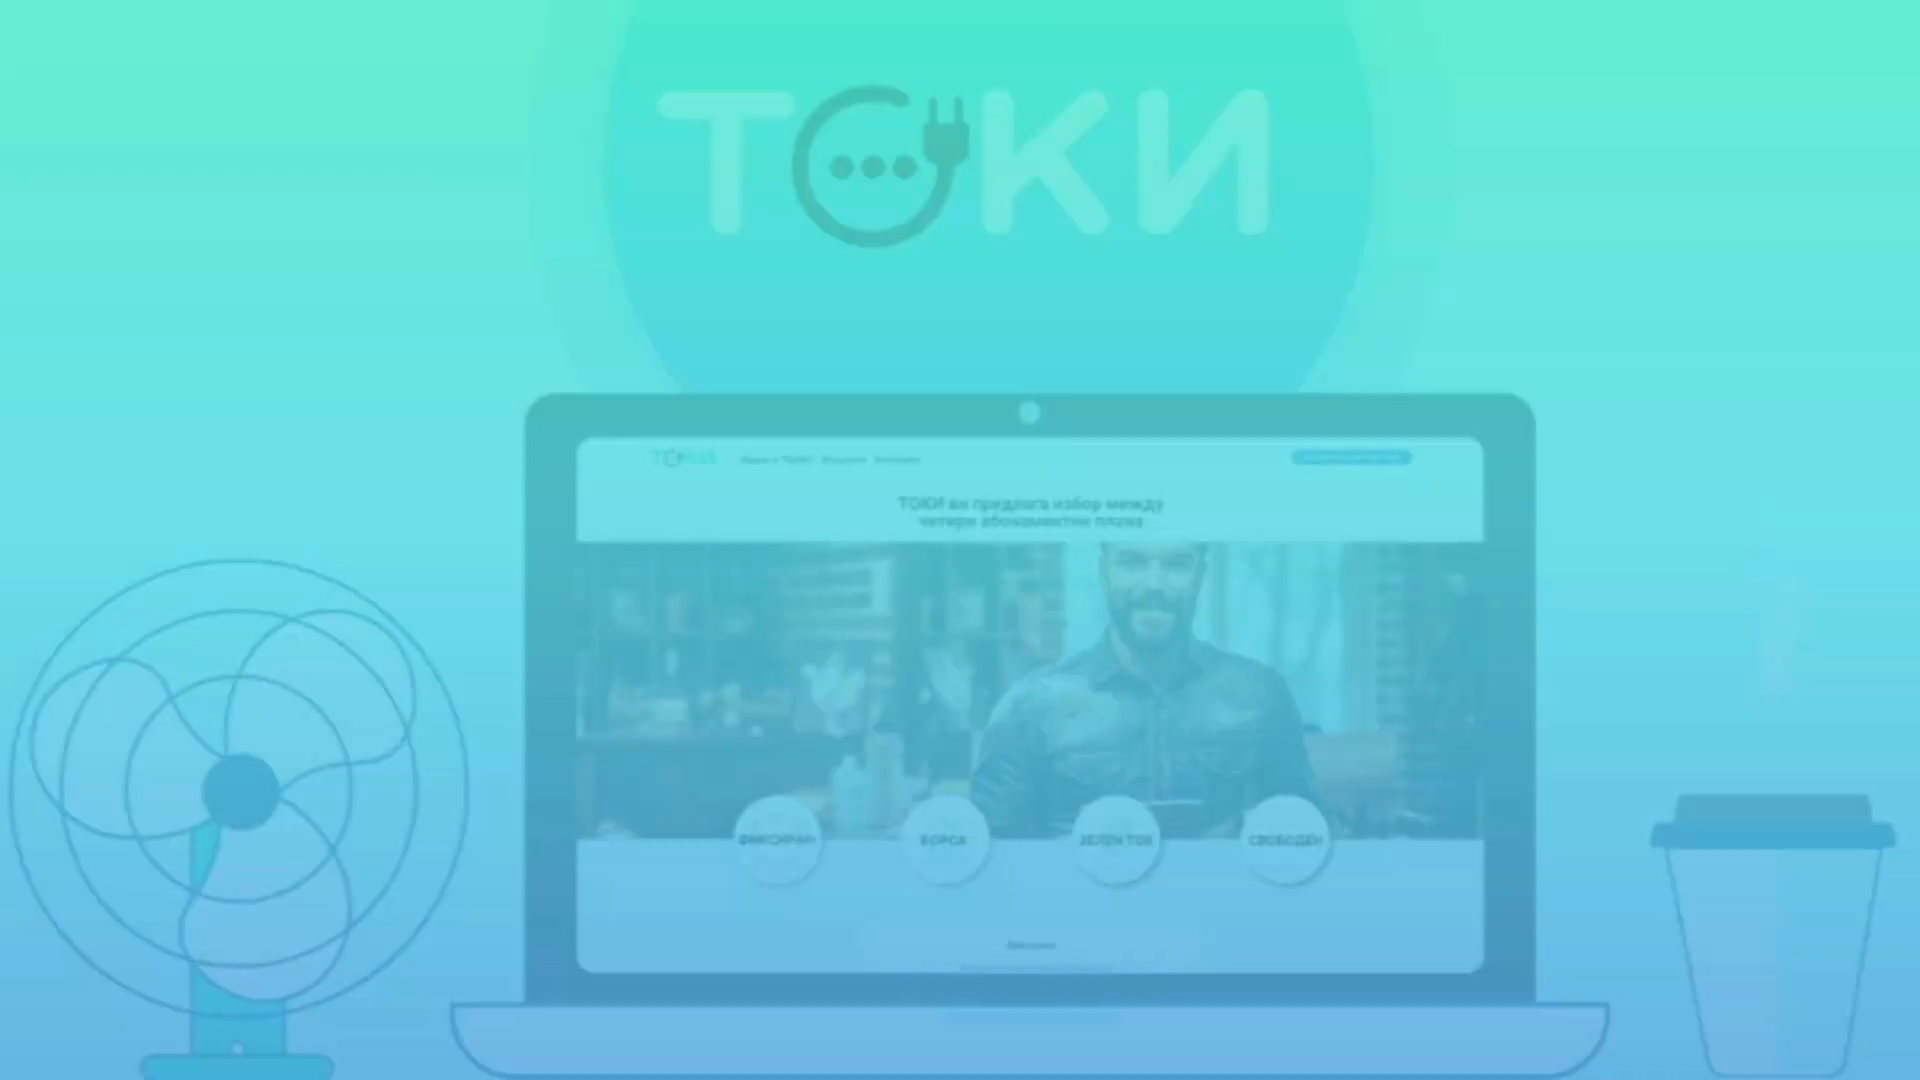 ТОКИ
ТОКИ ви предлага избор между
четири абонаментни плана
ФИКСИРАН
БОРСА
ЗЕЛЕН ТОК
СВОБОДЕН